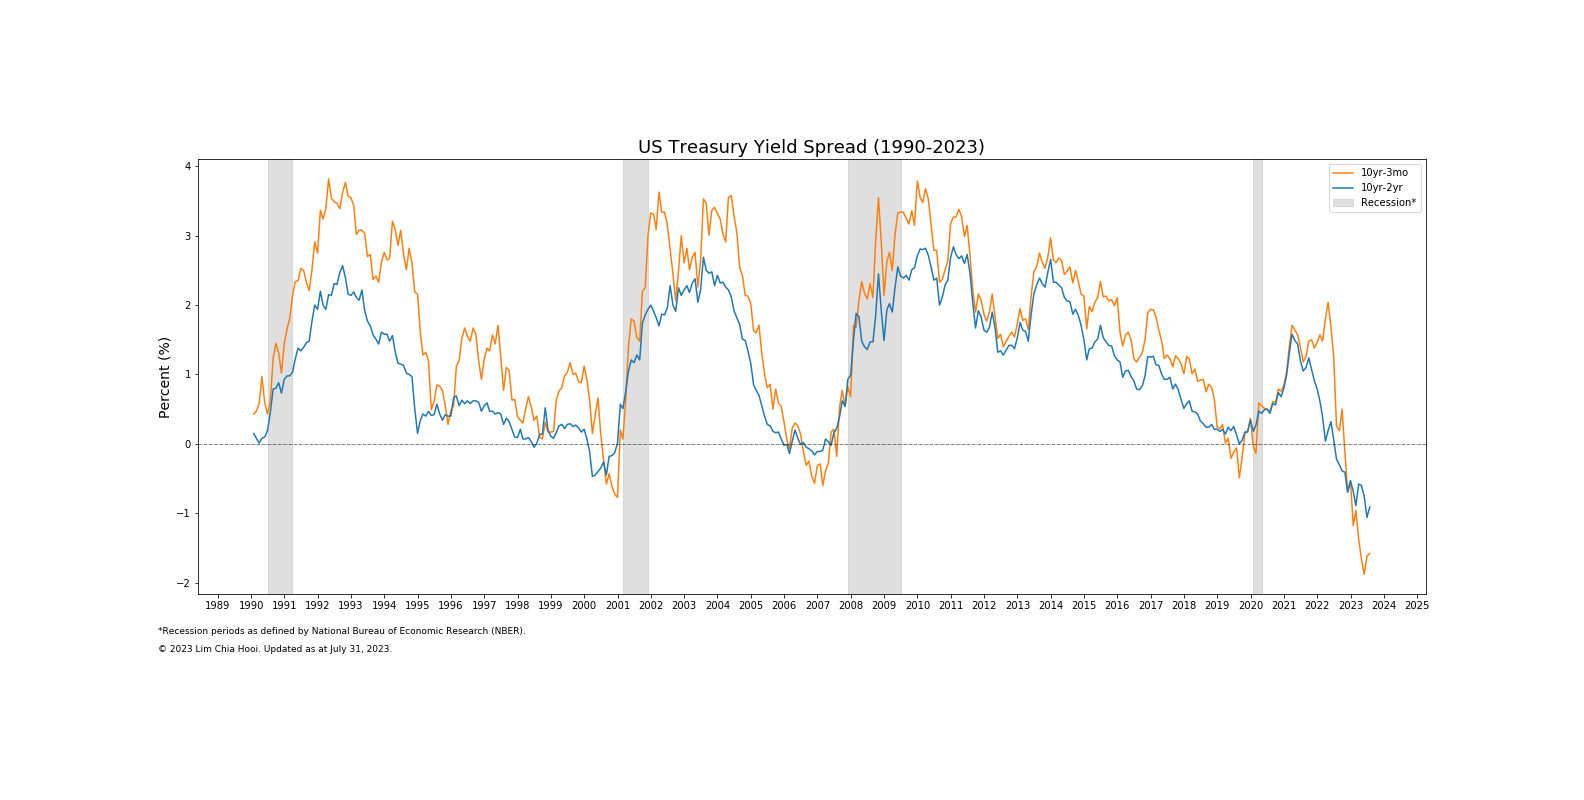 US Treasury Yield Spread (1990-2023)
10yr-3mo
10yr-2yr
Recession*
Percent (%)
4
3
2
1
0
−1
−2
1989 1990 1991 1992 1993 1994 1995 1996 1997 1998 1999 2000 2001 2002 2003 2004 2005 2006 2007 2008 2009 2010 2011 2012 2013 2014 2015 2016 2017 2018 2019 2020 2021 2022 2023 2024 2025
*Recession periods as defined by National Bureau of Economic Research (NBER).
© 2023 Lim Chia Hooi. Updated as at July 31, 2023.